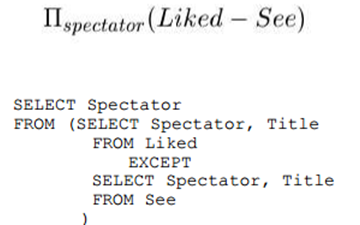 Π_spectator(Liked − See)
SELECT Spectator
FROM (SELECT Spectator, Title
FROM Liked
EXCEPT
SELECT Spectator, Title
FROM See
)